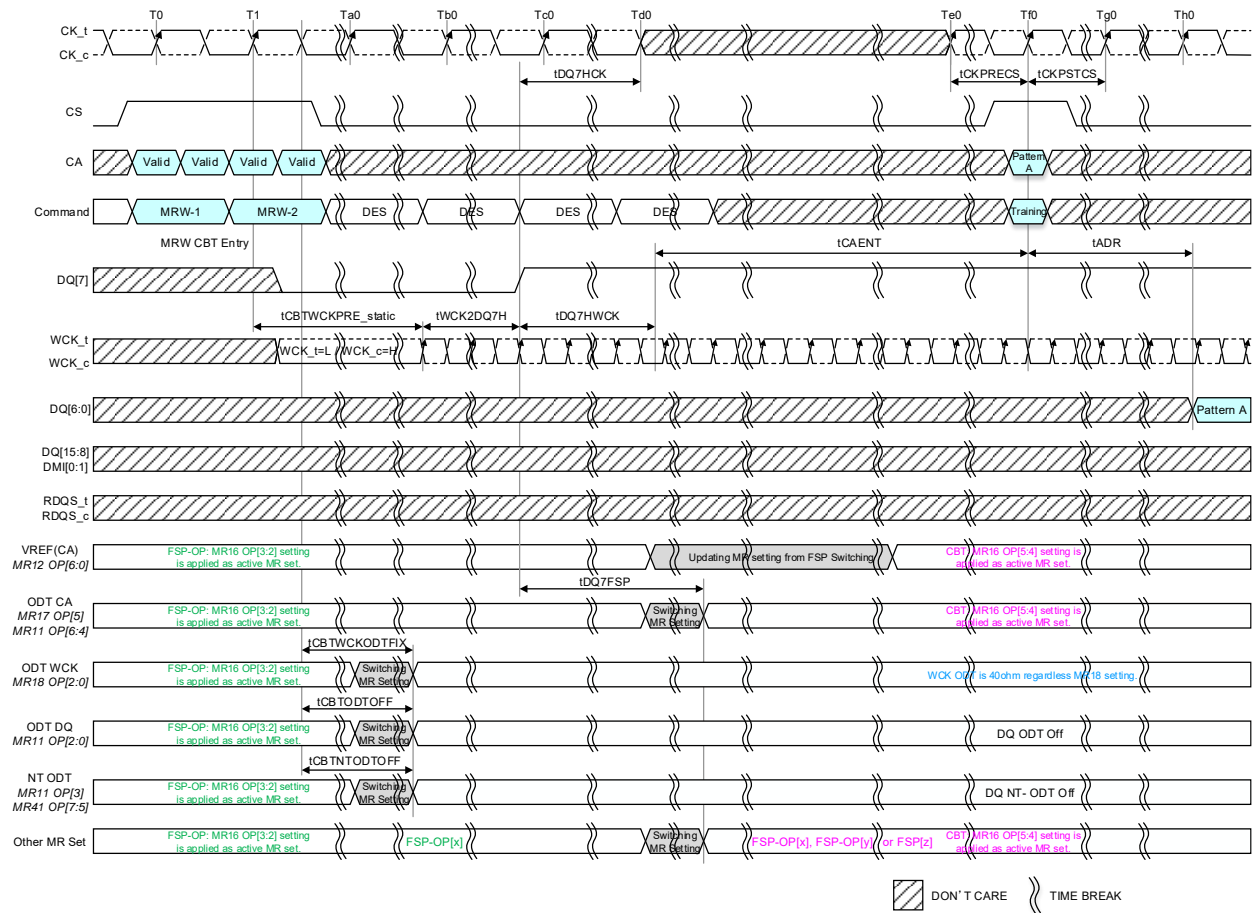 T0 T1 Ta0 Tb0 Tc0 Td0 Te0 Tf0 Tg0 Th0
CK_t
CK_c
tDQ7HCK tCKPRECS tCKPSTCS
CS
CA Valid Valid Valid Valid Pattern
A
Command MRW-1 MRW-2 DES DES DES DES Training
MRW CBT Entry tCAENT tADR
DQ[7]
tCBTWCKPRE_static tWCK2DQ7H tDQ7HWCK
WCK_t
WCK_t=L / WCK_c=H
WCK_c
DQ[6:0] Pattern A
DQ[15:8]
DMI[0:1]
RDQS_t
RDQS_c
VREF(CA)
MR12 OP[6:0]
FSP-OP: MR16 OP[3:2] setting
is applied as active MR set.
Updating MR setting from FSP Switching
CBT: MR16 OP[5:4] setting is
applied as active MR set.
tDQ7FSP
ODT CA
MR17 OP[5]
MR11 OP[6:4]
FSP-OP: MR16 OP[3:2] setting
is applied as active MR set.
Switching
MR Setting
CBT: MR16 OP[5:4] setting is
applied as active MR set.
tCBTWCKODTFIX
ODT WCK
MR18 OP[2:0]
FSP-OP: MR16 OP[3:2] setting
is applied as active MR set.
Switching
MR Setting
WCK ODT is 40ohm regardless MR18 setting.
tCBTODTOFF
ODT DQ
MR11 OP[2:0]
FSP-OP: MR16 OP[3:2] setting
is applied as active MR set.
Switching
MR Setting
DQ ODT Off
tCBTNTODTOFF
NT ODT
MR11 OP[3]
MR41 OP[7:5]
FSP-OP: MR16 OP[3:2] setting
is applied as active MR set.
Switching
MR Setting
DQ NT- ODT Off
Other MR Set
FSP-OP: MR16 OP[3:2] setting
is applied as active MR set.
FSP-OP[x]
Switching
MR Setting
FSP-OP[x], FSP-OP[y] or FSP[z]
CBT: MR16 OP[5:4] setting is
applied as active MR set.
DON'T CARE TIME BREAK